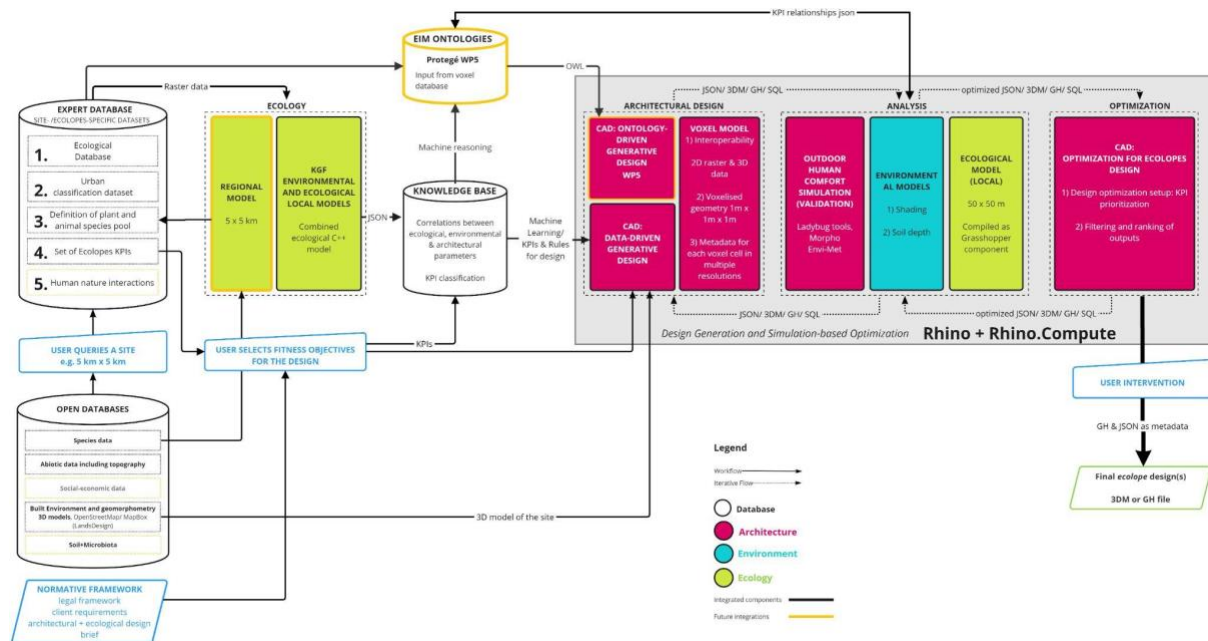 KPI relationships json
EIM ONTOLOGIES
Protegé WP5
Input from voxel
database
OWL
Raster data
EXPERT DATABASE
SITE- /ECOLOPES-SPECIFIC DATASETS
1. Ecological
Database
2. Urban
classification dataset
3. Definition of plant and
animal species pool
4. Set of Ecolopes KPIs
5. Human nature interactions
ECOLOGY
REGIONAL
MODEL
5 x 5 km
KGF
ENVIRONMENTAL
AND ECOLOGICAL
LOCAL MODELS
Combined
ecological C++
model
JSON
Machine reasoning
KNOWLEDGE BASE
Correlations between
ecological, environmental
& architectural
parameters
KPI classification
Machine
Learning/
KPIs & Rules
for design
JSON/ 3DM/ GH/ SQL
optimized JSON/ 3DM/ GH/ SQL
ARCHITECTURAL DESIGN
CAD: ONTOLOGY-
DRIVEN
GENERATIVE
DESIGN
WP5
CAD:
DATA-DRIVEN
GENERATIVE
DESIGN
VOXEL MODEL
1) Interoperability
2D raster & 3D
data
2) Voxelised
geometry 1m x
1m x 1m
3) Metadata for
each voxel cell in
multiple
resolutions
ANALYSIS
OUTDOOR
HUMAN
COMFORT
SIMULATION
(VALIDATION)
Ladybug tools,
Morpho
Envi-Met
ENVIRONMENT
AL MODELS
1) Shading
2) Soil depth
ECOLOGICAL
MODEL
(LOCAL)
50 x 50 m
Compiled as
Grasshopper
component
OPTIMIZATION
CAD:
OPTIMIZATION FOR ECOLOPES
DESIGN
1) Design optimization setup: KPI
prioritization
2) Filtering and ranking of
outputs
JSON/ 3DM/ GH/ SQL
optimized JSON/ 3DM/ GH/ SQL
Design Generation and Simulation-based Optimization Rhino + Rhino.Compute
USER QUERIES A SITE
e.g. 5 km x 5 km
USER SELECTS FITNESS OBJECTIVES
FOR THE DESIGN
KPIs
USER INTERVENTION
GH & JSON as metadata
Final ecolope design(s)
3DM or GH file
OPEN DATABASES
Species data
Abiotic data including topography
Social-economic data
Built Environment and geomorphometry
3D models, OpenStreetMap/ MapBox
(LandsDesign)
Soil+Microbiota
3D model of the site
NORMATIVE FRAMEWORK
legal framework
client requirements
architectural + ecological design
brief
Legend
Workflow
Iterative Flow
Database
Architecture
Environment
Ecology
Integrated components
Future integrations